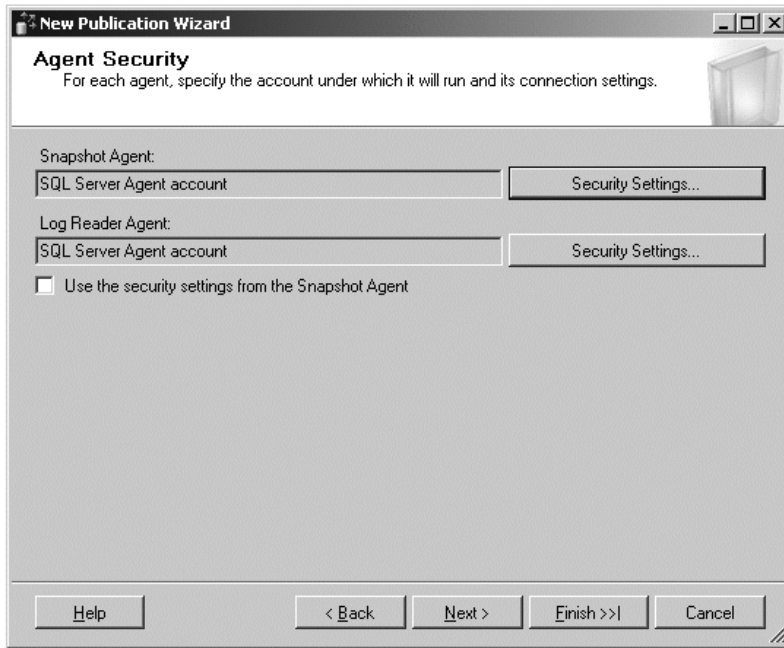 New Publication Wizard
Agent Security
For each agent, specify the account under which it will run and its connection settings.
Snapshot Agent:
SQL Server Agent account
Security Settings...
Log Reader Agent:
SQL Server Agent account
Security Settings...
Use the security settings from the Snapshot Agent
Help
< Back
Next >
Finish >>|
Cancel